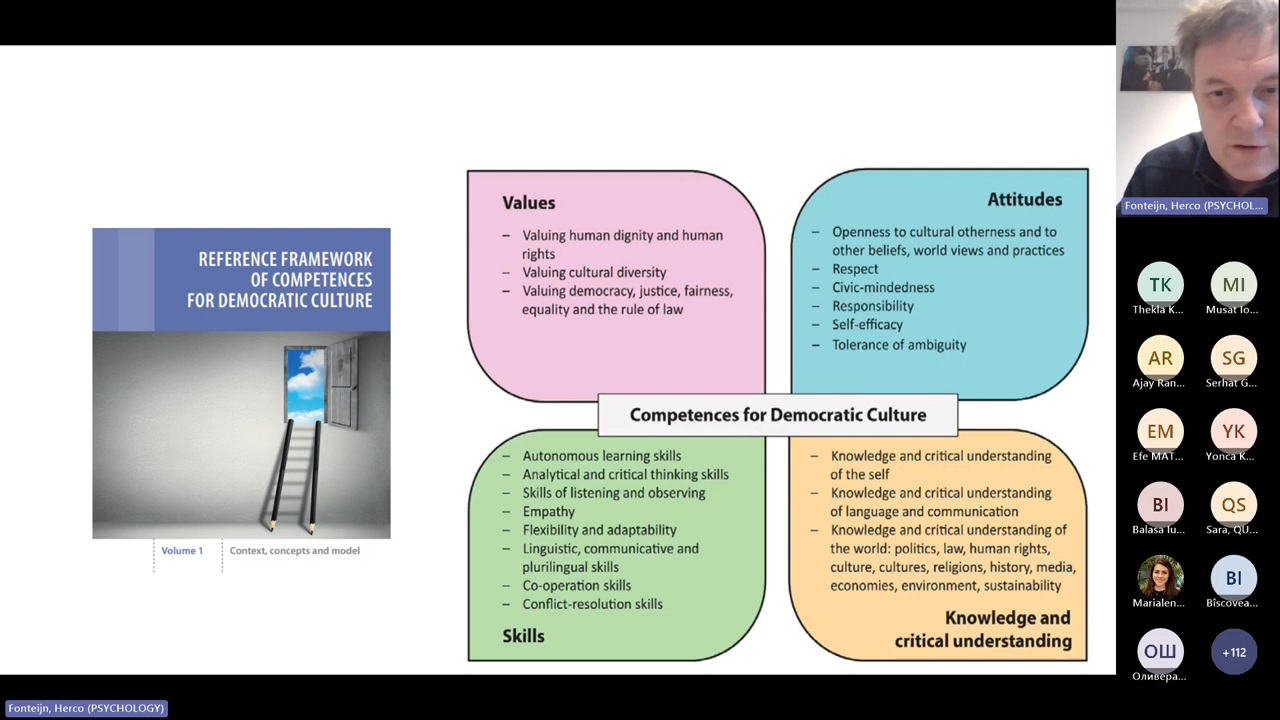 REFERENCE FRAMEWORK
OF COMPETENCES
FOR DEMOCRATIC CULTURE
Volume 1
Context, concepts and model
Values
– Valuing human dignity and human
rights
– Valuing cultural diversity
– Valuing democracy, justice, fairness,
equality and the rule of law
Attitudes
– Openness to cultural otherness and to
other beliefs, world views and practices
– Respect
– Civic-mindedness
– Responsibility
– Self-efficacy
– Tolerance of ambiguity
Competences for Democratic Culture
– Autonomous learning skills
– Analytical and critical thinking skills
– Skills of listening and observing
– Empathy
– Flexibility and adaptability
– Linguistic, communicative and
plurilingual skills
– Co-operation skills
– Conflict-resolution skills
Skills
– Knowledge and critical understanding
of the self
– Knowledge and critical understanding
of language and communication
– Knowledge and critical understanding of
the world: politics, law, human rights,
culture, cultures, religions, history, media,
economies, environment, sustainability
Knowledge and
critical understanding
Fonteijn, Herco (PSYCHOL...
TK
Thekla K...
MI
Musat Io...
AR
Ajay Ran...
SG
Serhat G...
EM
Efe MAT...
YK
Yonca K...
BI
Balasa Iu...
QS
Sara, QU...
Marialen...
BI
Bîscovea...
ОШ
Оливера...
+112
Fonteijn, Herco (PSYCHOLOGY)